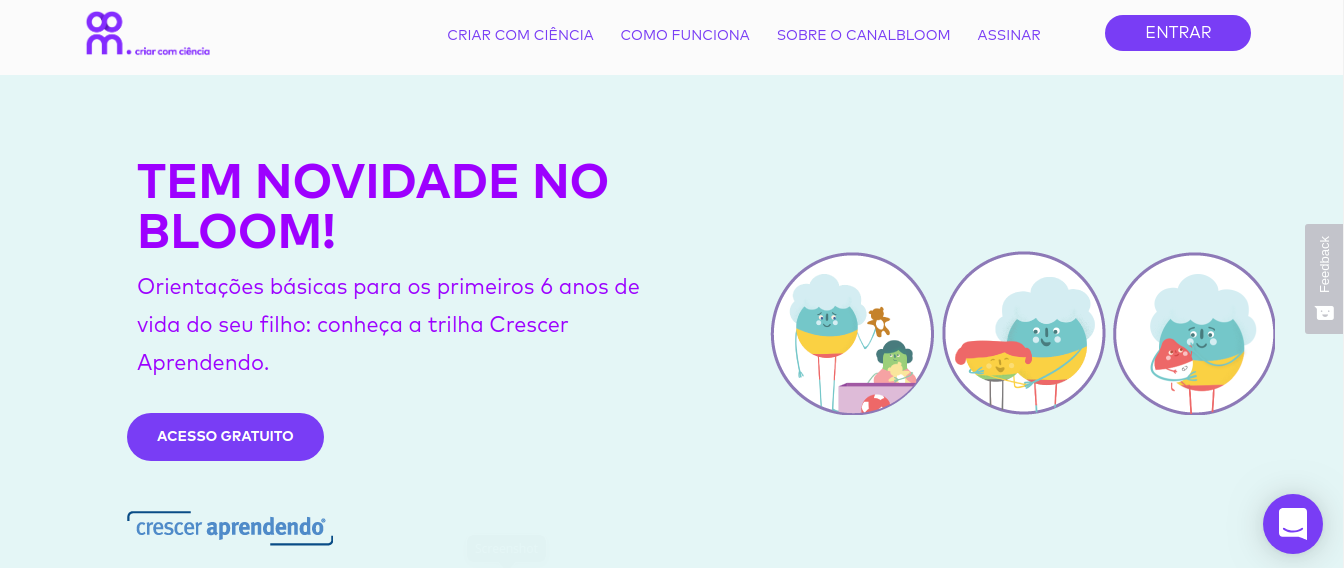 criar com ciência
CRIAR COM CIÊNCIA
COMO FUNCIONA
SOBRE O CANALBLOOM
ASSINAR
ENTRAR
TEM NOVIDADE NO
BLOOM!
Orientações básicas para os primeiros 6 anos de
vida do seu filho: conheça a trilha Crescer
Aprendendo.
ACESSO GRATUITO
crescer aprendendo®
Feedback